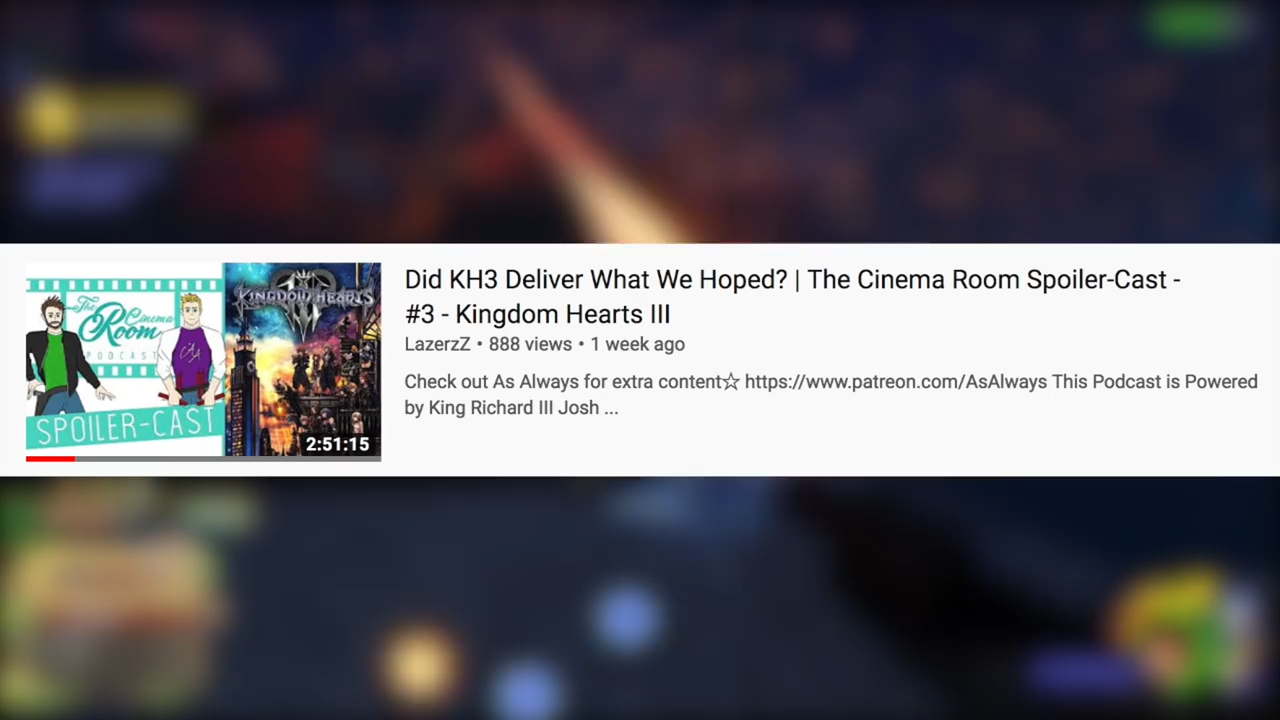 Did KH3 Deliver What We Hoped? | The Cinema Room Spoiler-Cast -
#3 - Kingdom Hearts III
LazerzZ • 888 views • 1 week ago
Check out As Always for extra content☆ https://www.patreon.com/AsAlways This Podcast is Powered
by King Richard III Josh ...
The
Cinema
Room
PODCAST
SPOILER-CAST
KINGDOM HEARTS
III
2:51:15